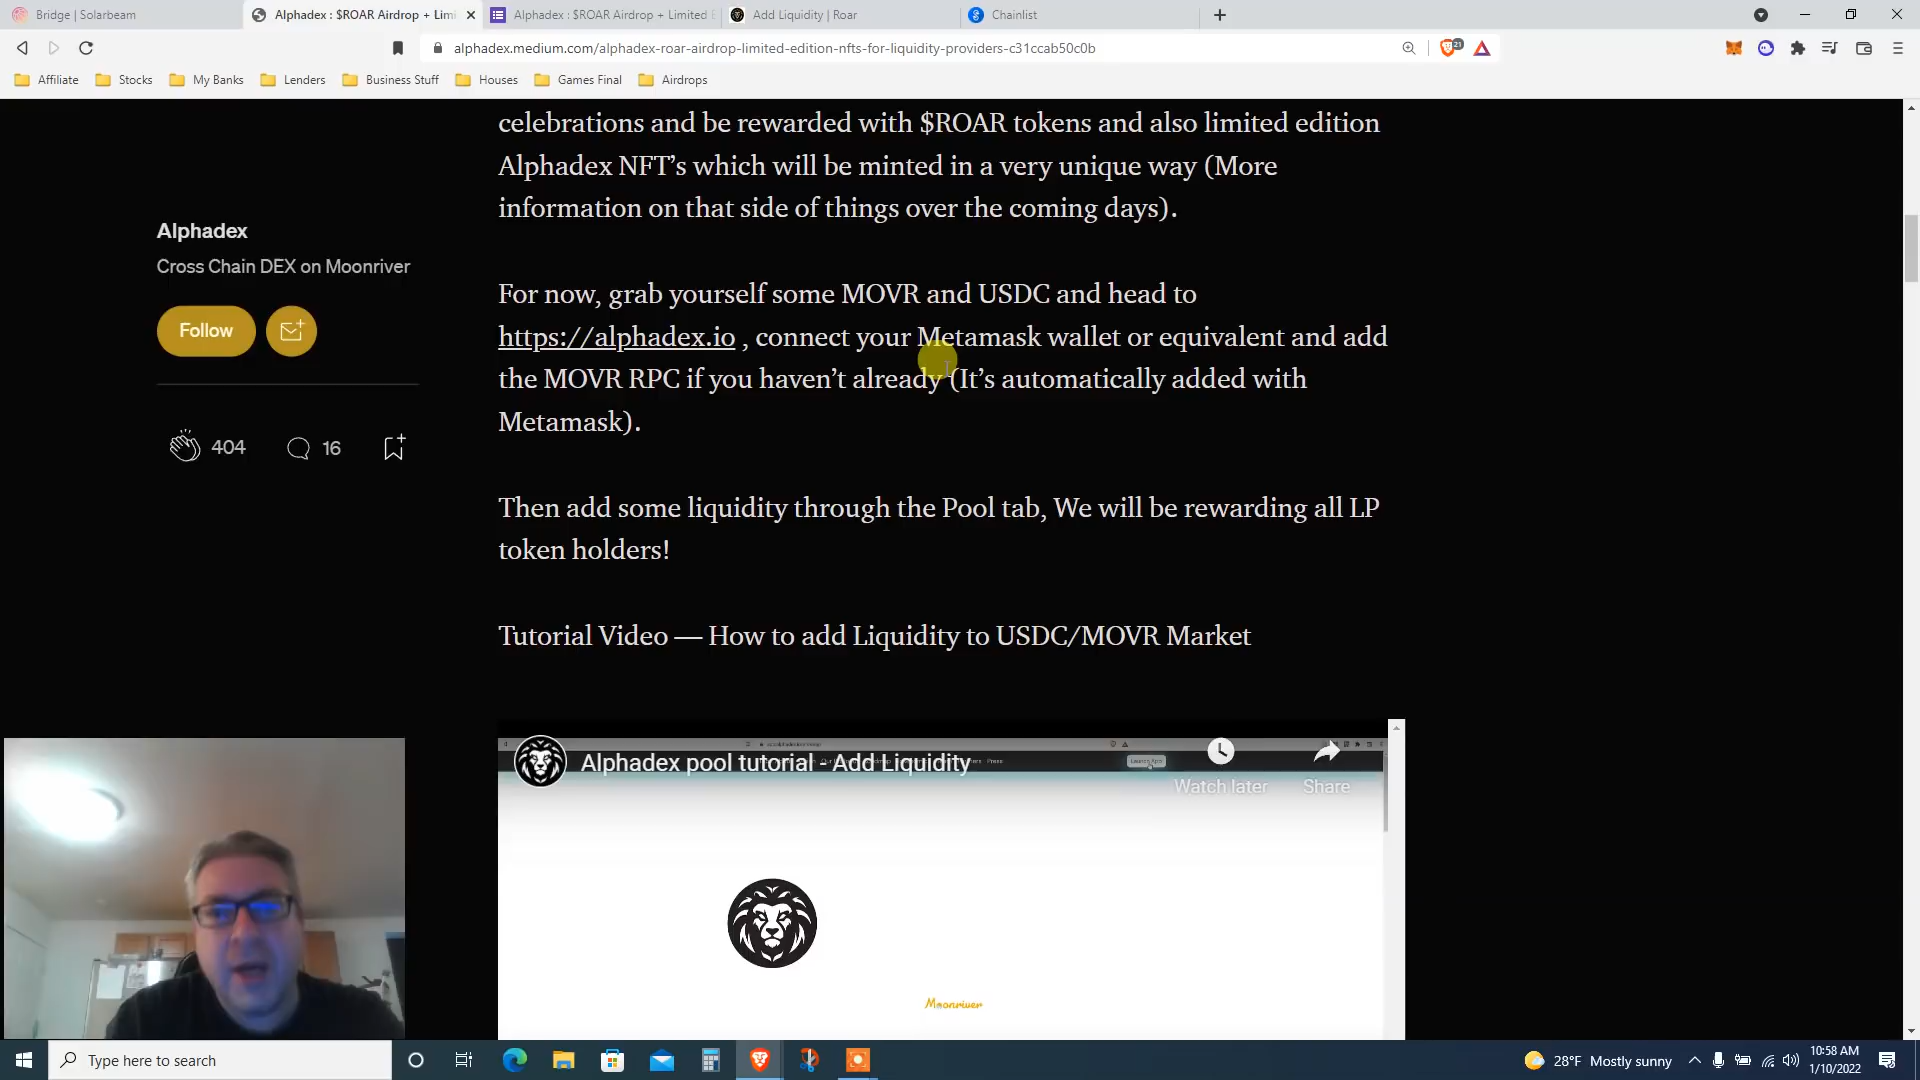 Bridge | Solarbeam
Alphadex : $ROAR Airdrop + Limi
Alphadex : $ROAR Airdrop + Limited E
Add Liquidity | Roar
Chainlist
alphadex.medium.com/alphadex-roar-airdrop-limited-edition-nfts-for-liquidity-providers-c31ccab50c0b
21
Affiliate
Stocks
My Banks
Lenders
Business Stuff
Houses
Games Final
Airdrops
celebrations and be rewarded with $ROAR tokens and also limited edition
Alphadex NFT’s which will be minted in a very unique way (More
information on that side of things over the coming days).
Alphadex
Cross Chain DEX on Moonriver
Follow
404
16
For now, grab yourself some MOVR and USDC and head to
https://alphadex.io , connect your Metamask wallet or equivalent and add
the MOVR RPC if you haven’t already (It’s automatically added with
Metamask).
Then add some liquidity through the Pool tab, We will be rewarding all LP
token holders!
Tutorial Video — How to add Liquidity to USDC/MOVR Market
Alphadex pool tutorial - Add Liquidity
Press
Watch later
Share
Moonriver
Type here to search
28°F Mostly sunny
10:58 AM
1/10/2022